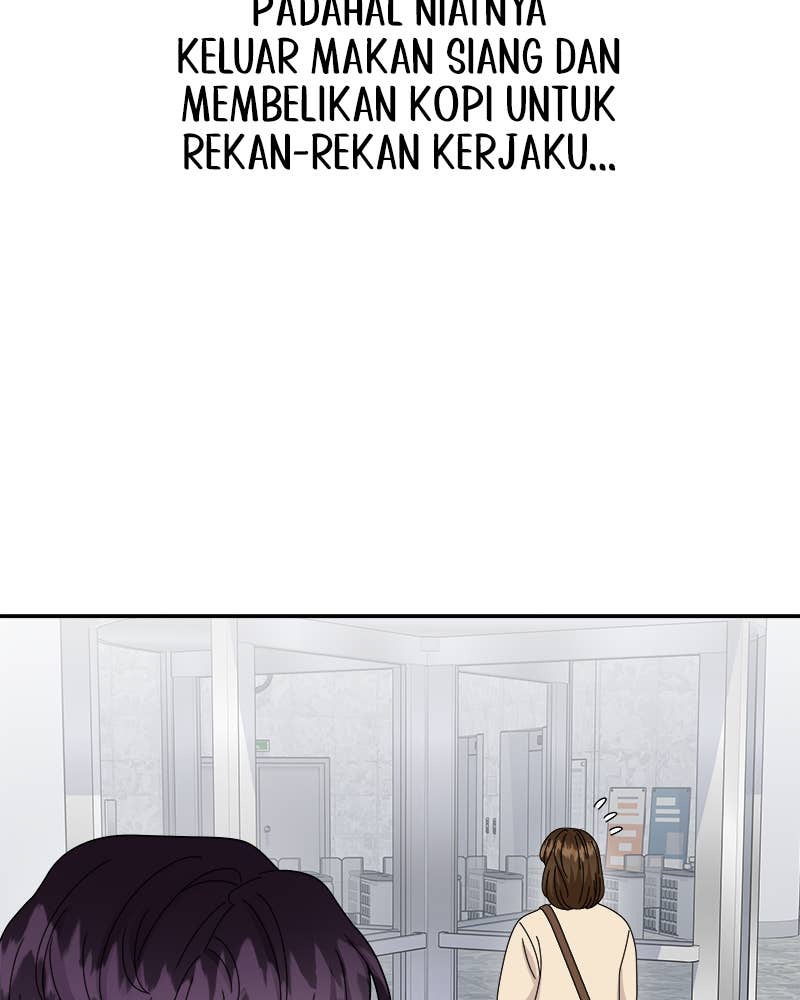 PADAHAL NIATNYA
KELUAR MAKAN SIANG DAN
MEMBELIKAN KOPI UNTUK
REKAN-REKAN KERJAKU...